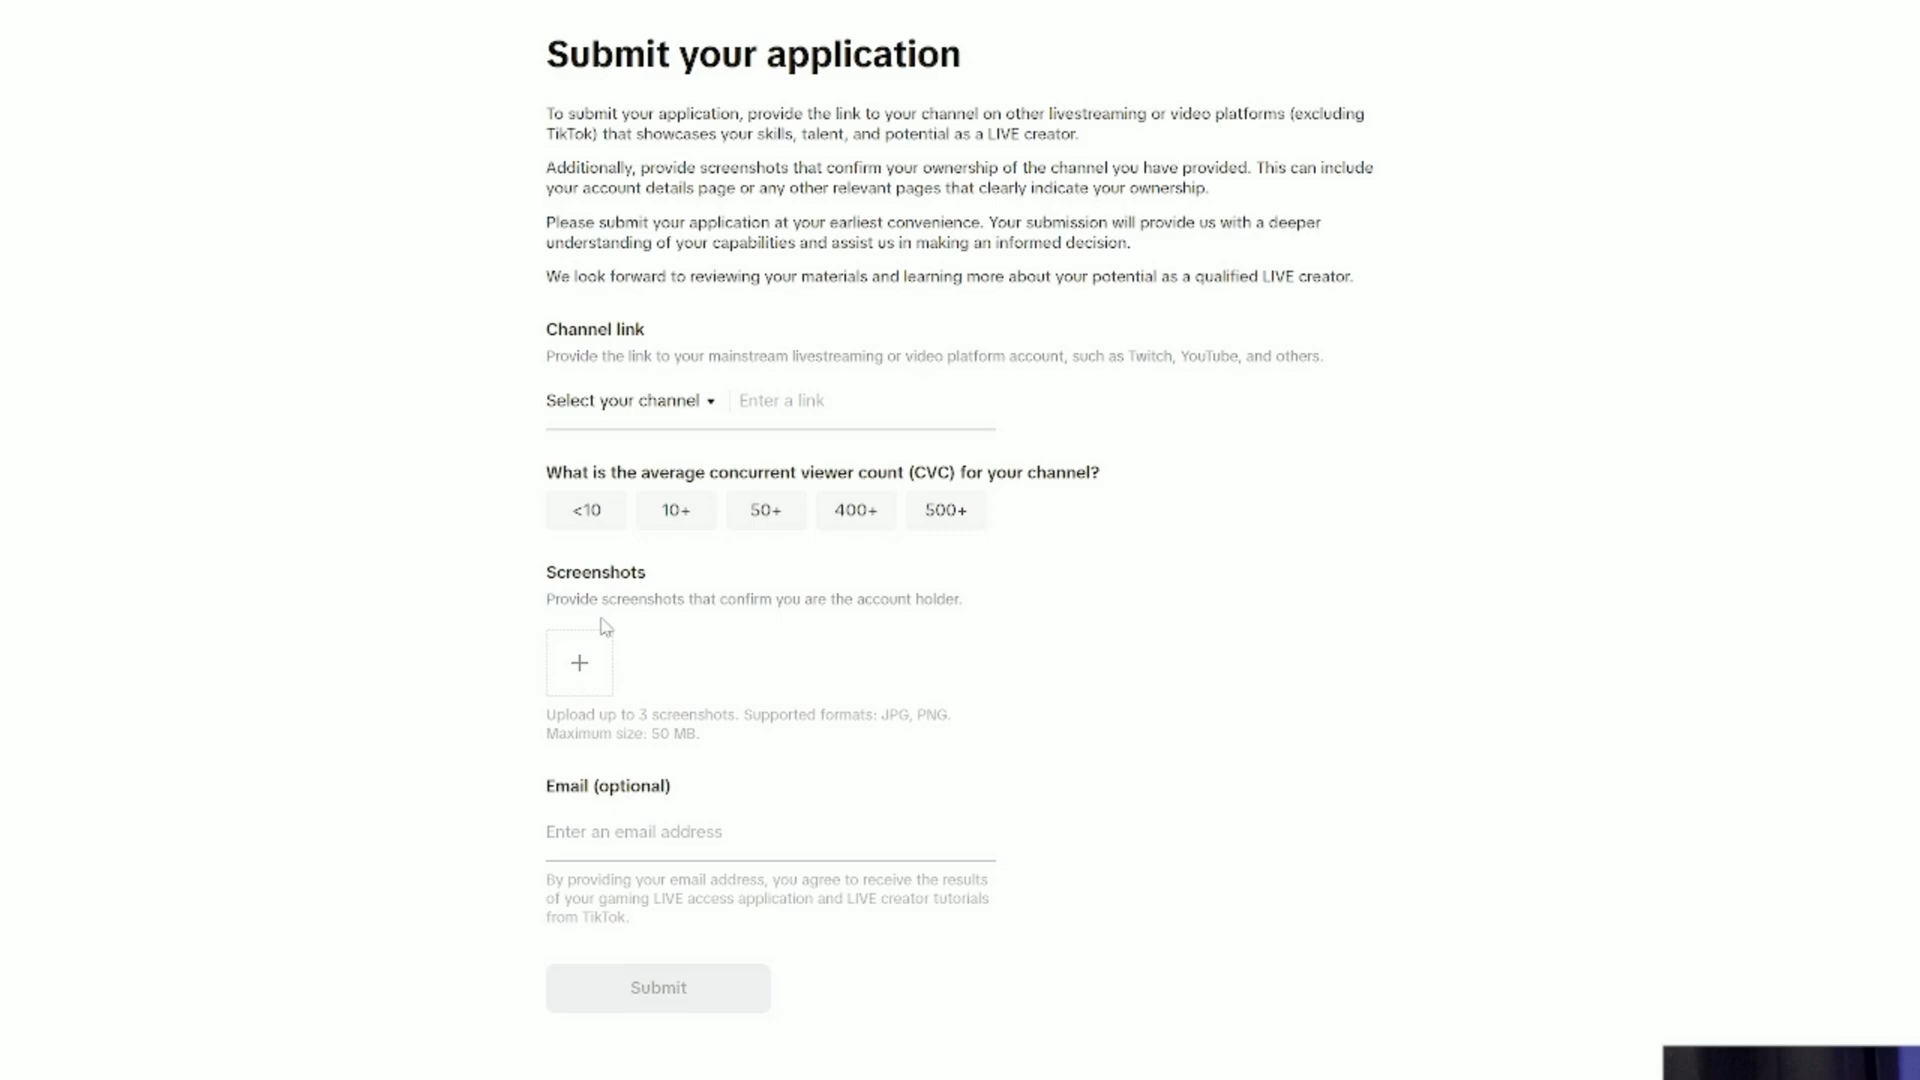 Submit your application
To submit your application, provide the link to your channel on other livestreaming or video platforms (excluding
TikTok) that showcases your skills, talent, and potential as a LIVE creator.
Additionally, provide screenshots that confirm your ownership of the channel you have provided. This can include
your account details page or any other relevant pages that clearly indicate your ownership.
Please submit your application at your earliest convenience. Your submission will provide us with a deeper
understanding of your capabilities and assist us in making an informed decision.
We look forward to reviewing your materials and learning more about your potential as a qualified LIVE creator.
Channel link
Provide the link to your mainstream livestreaming or video platform account, such as Twitch, YouTube, and others.
Select your channel Enter a link
What is the average concurrent viewer count (CVC) for your channel?
<10 10+ 50+ 400+ 500+
Screenshots
Provide screenshots that confirm you are the account holder.
+
Upload up to 3 screenshots. Supported formats: JPG, PNG.
Maximum size: 50 MB.
Email (optional)
Enter an email address
By providing your email address, you agree to receive the results
of your gaming LIVE access application and LIVE creator tutorials
from TikTok.
Submit